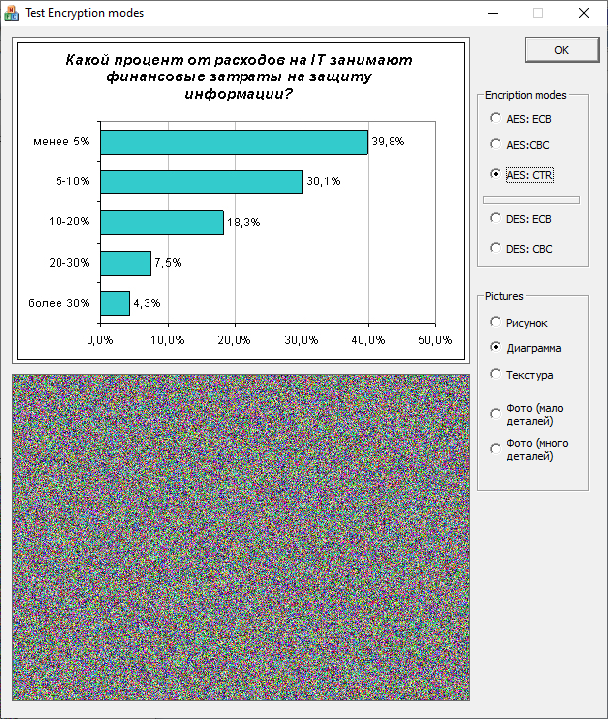 Test Encryption modes
Какой процент от расходов на IT занимают
финансовые затраты на защиту
информации?
менее 5%
39,8%
5-10%
30,1%
10-20%
18,3%
20-30%
7,5%
более 30%
4,3%
0,0%
10,0%
20,0%
30,0%
40,0%
50,0%
OK
Encription modes
AES: ECB
AES:CBC
AES: CTR
DES: ECB
DES: CBC
Pictures
Рисунок
Диаграмма
Текстура
Фото (мало
деталей)
Фото (много
деталей)